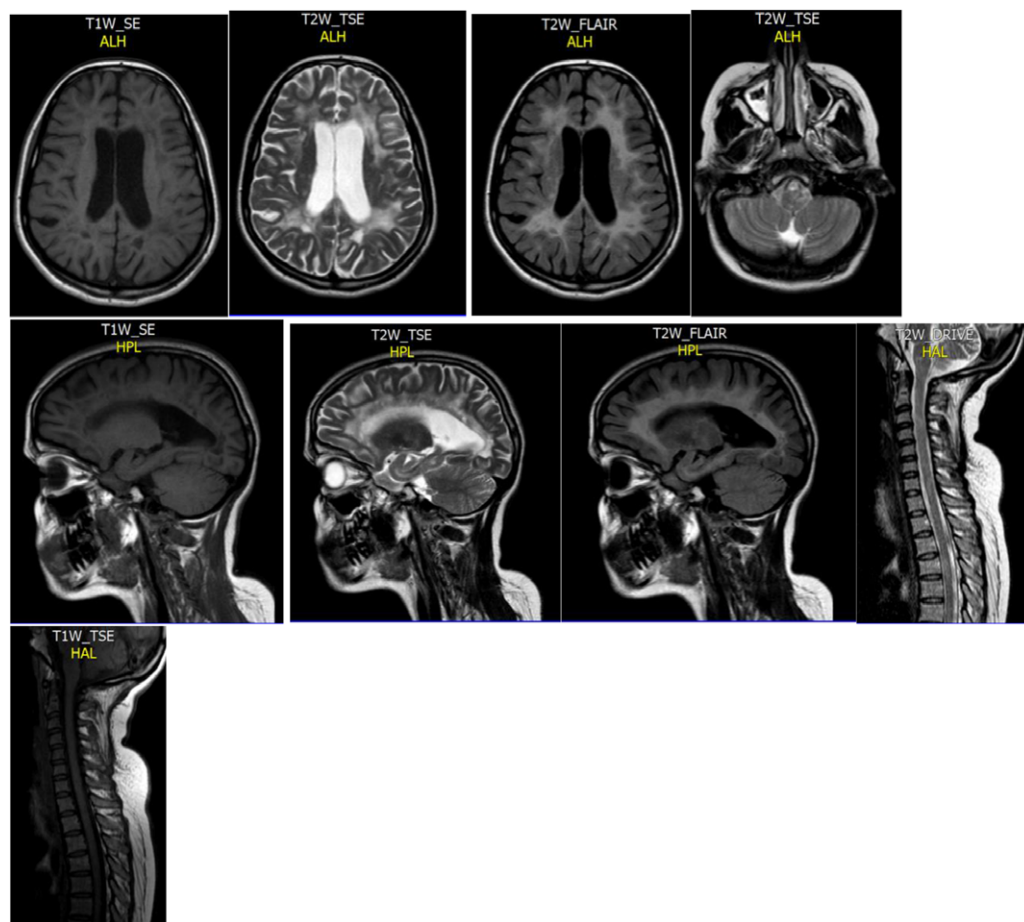 T1W_SE
ALH
T2W_TSE
ALH
T2W_FLAIR
ALH
T2W_TSE
ALH
T1W_SE
HPL
T2W_TSE
HPL
T2W_FLAIR
HPL
T2W_DRIVE
HAL
T1W_TSE
HAL